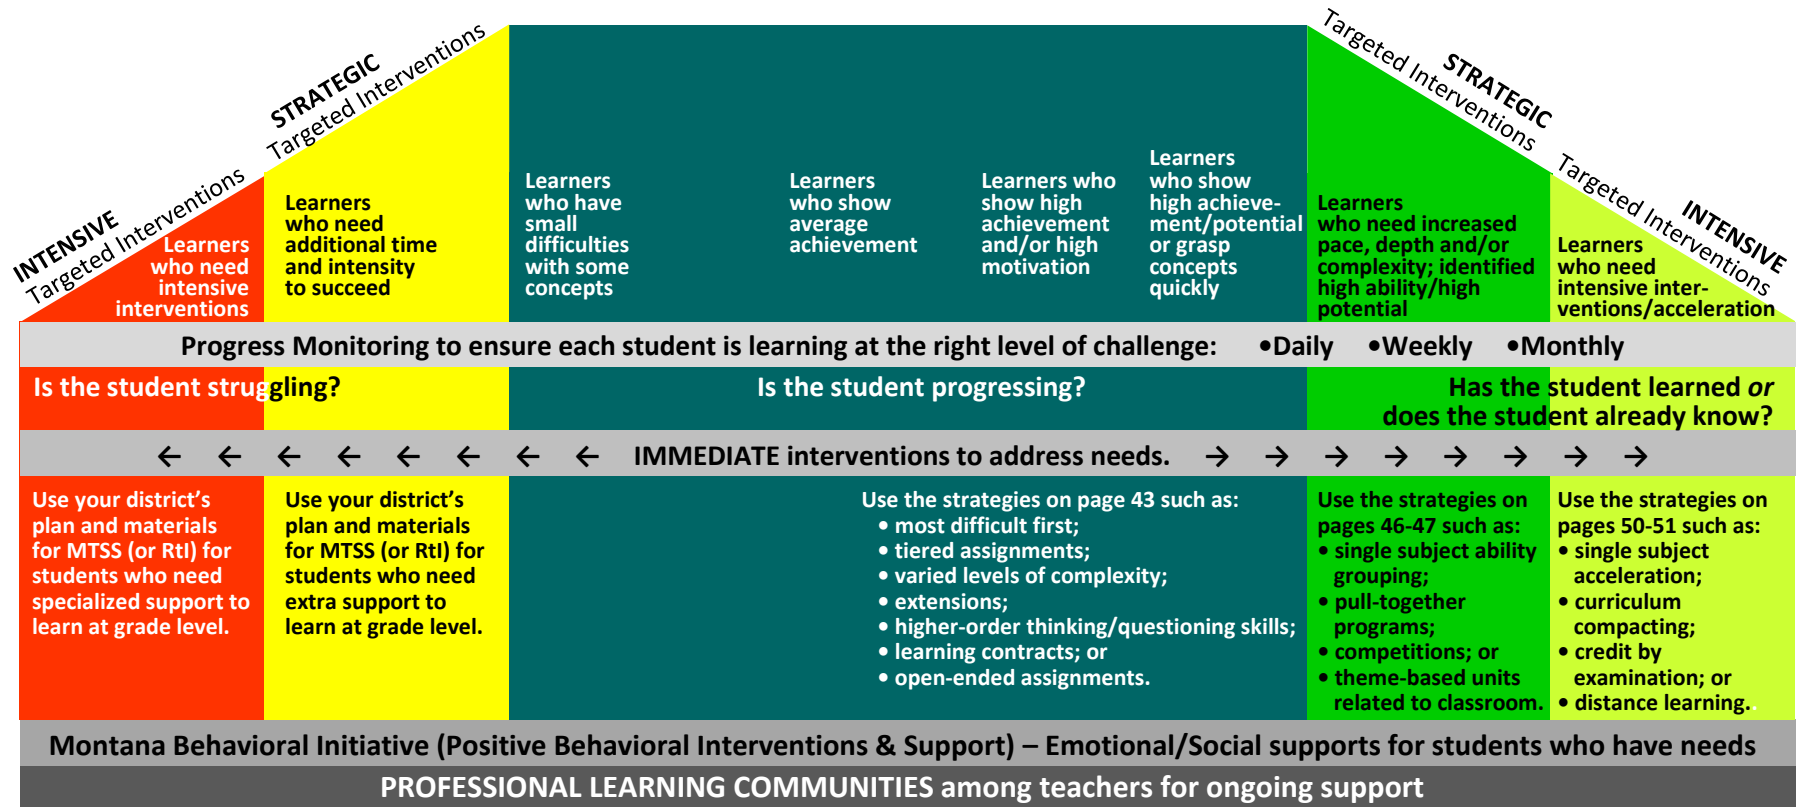 INTENSIVE
Targeted Interventions
STRATEGIC
Targeted Interventions
Targeted Interventions
STRATEGIC
Targeted Interventions
INTENSIVE
Learners
who need
intensive
interventions
Learners
who need
additional time
and intensity
to succeed
Learners
who have
small
difficulties
with some
concepts
Learners
who show
average
achievement
Learners who
show high
achievement
and/or high
motivation
Learners
who show
high achieve-
ment/potential
or grasp
concepts
quickly
Learners
who need increased
pace, depth and/or
complexity; identified
high ability/high
potential
Learners
who need
intensive inter-
ventions/acceleration
Progress Monitoring to ensure each student is learning at the right level of challenge: •Daily •Weekly •Monthly
Is the student struggling?
Is the student progressing?
Has the student learned or
does the student already know?
← ← ← ← ← ← ← ← IMMEDIATE interventions to address needs. → → → → → → → →
Use your district's
plan and materials
for MTSS (or RtI) for
students who need
specialized support to
learn at grade level.
Use your district's
plan and materials
for MTSS (or RtI) for
students who need
extra support to
learn at grade level.
Use the strategies on page 43 such as:
• most difficult first;
• tiered assignments;
• varied levels of complexity;
• extensions;
• higher-order thinking/questioning skills;
• learning contracts; or
• open-ended assignments.
Use the strategies on
pages 46-47 such as:
• single subject ability
grouping;
• pull-together
programs;
• competitions; or
• theme-based units
related to classroom.
Use the strategies on
pages 50-51 such as:
• single subject
acceleration;
• curriculum
compacting;
• credit by
examination; or
• distance learning.
Montana Behavioral Initiative (Positive Behavioral Interventions & Support) – Emotional/Social supports for students who have needs
PROFESSIONAL LEARNING COMMUNITIES among teachers for ongoing support